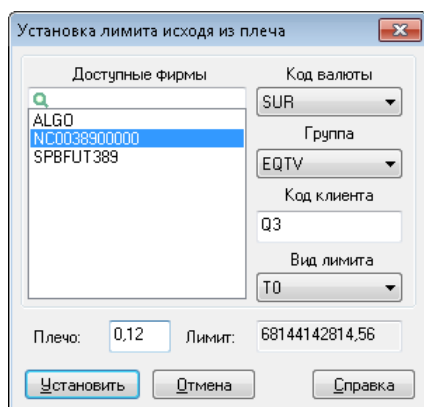 Установка лимита исходя из плеча
Доступные фирмы
ALGO
NC0038900000
SPBFUT389
Код валюты
SUR
Группа
EQTV
Код клиента
Q3
Вид лимита
T0
Плечо: 0,12 Лимит: 68144142814,56
Установить Отмена Справка